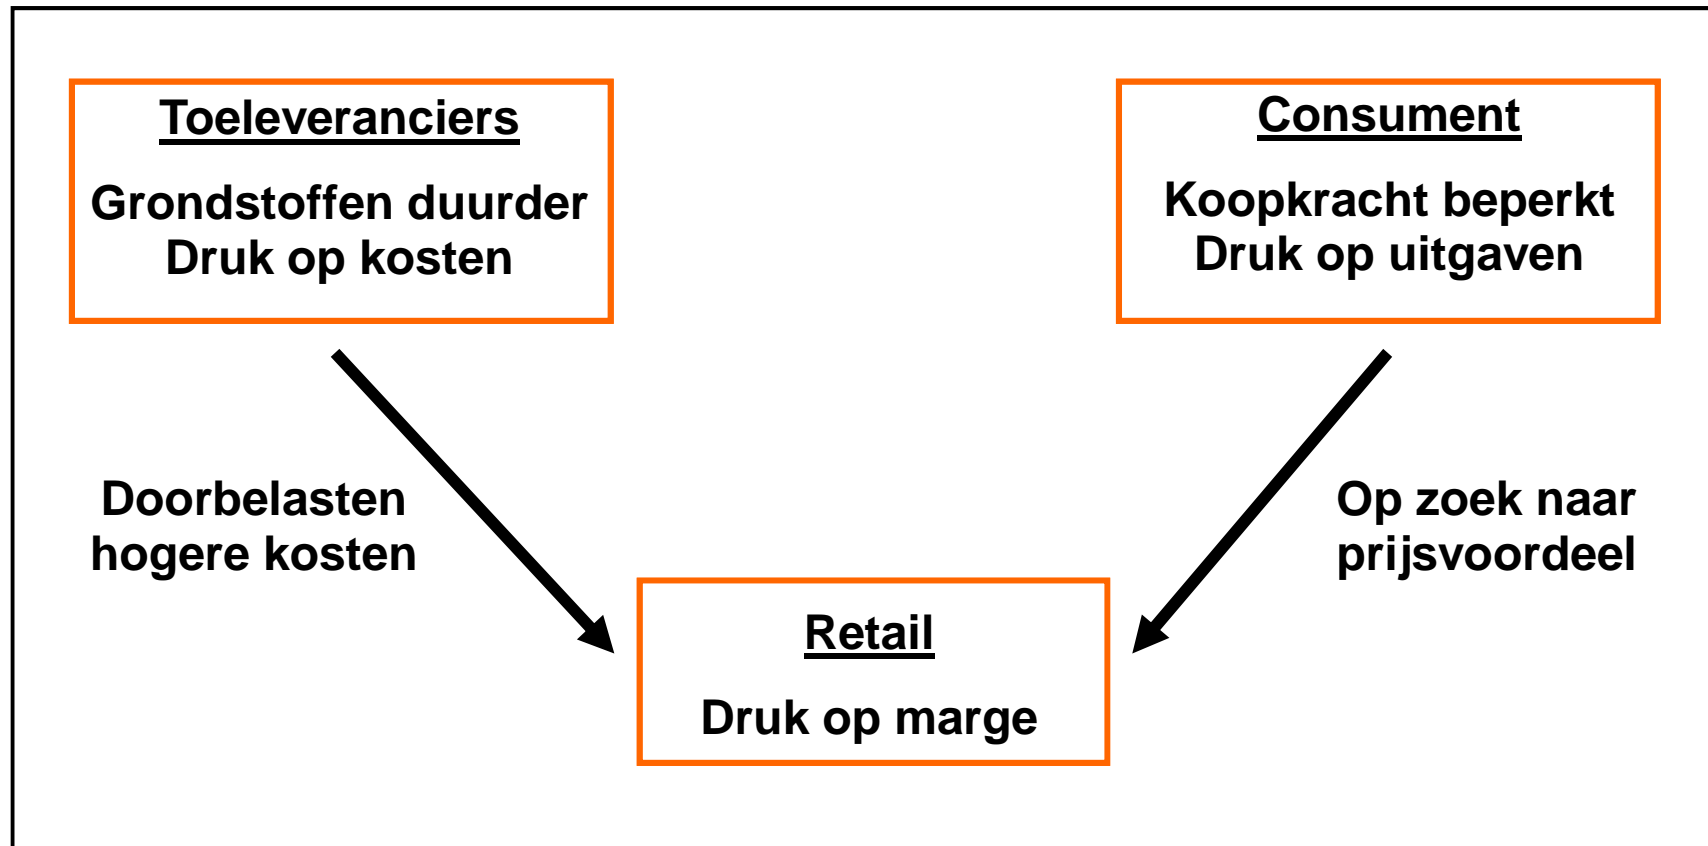 Toeleveranciers
Grondstoffen duurder
Druk op kosten
Consument
Koopkracht beperkt
Druk op uitgaven
Doorbelasten
hogere kosten
Op zoek naar
prijsvoordeel
Retail
Druk op marge